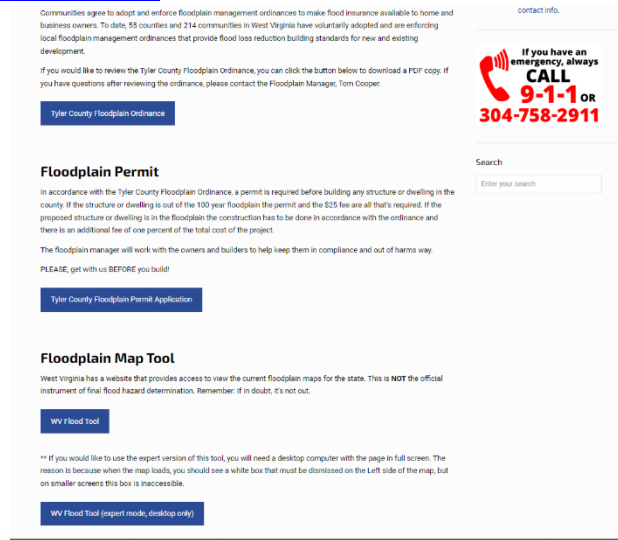 Communities agree to adopt and enforce floodplain management ordinances to make flood insurance available to home and
business owners. To date, 55 counties and 214 communities in West Virginia have voluntarily adopted and are enforcing
local floodplain management ordinances that provide flood loss reduction building standards for new and existing
development.
If you would like to review the Tyler County Floodplain Ordinance, you can click the button below to download a PDF copy. If
you have questions after reviewing the ordinance, please contact the Floodplain Manager, Tom Cooper.
Tyler County Floodplain Ordinance
Floodplain Permit
In accordance with the Tyler County Floodplain Ordinance, a permit is required before building any structure or dwelling in the
county. If the structure or dwelling is out of the 100 year floodplain the permit and the $25 fee are all that's required. If the
proposed structure or dwelling is in the floodplain the construction has to be done in accordance with the ordinance and
there is an additional fee of one percent of the total cost of the project.
The floodplain manager will work with the owners and builders to help keep them in compliance and out of harms way.
PLEASE, get with us BEFORE you build!
Tyler County Floodplain Permit Application
Floodplain Map Tool
West Virginia has a website that provides access to view the current floodplain maps for the state. This is NOT the official
instrument of final flood hazard determination. Remember: If in doubt, it's not out.
WV Flood Tool
** If you would like to use the expert version of this tool, you will need a desktop computer with the page in full screen. The
reason is because when the map loads, you should see a white box that must be dismissed on the Left side of the map, but
on smaller screens this box is inaccessible.
WV Flood Tool (expert mode, desktop only)
contact info.
If you have an
emergency, always
CALL
9-1-1 OR
304-758-2911
Search
Enter your search